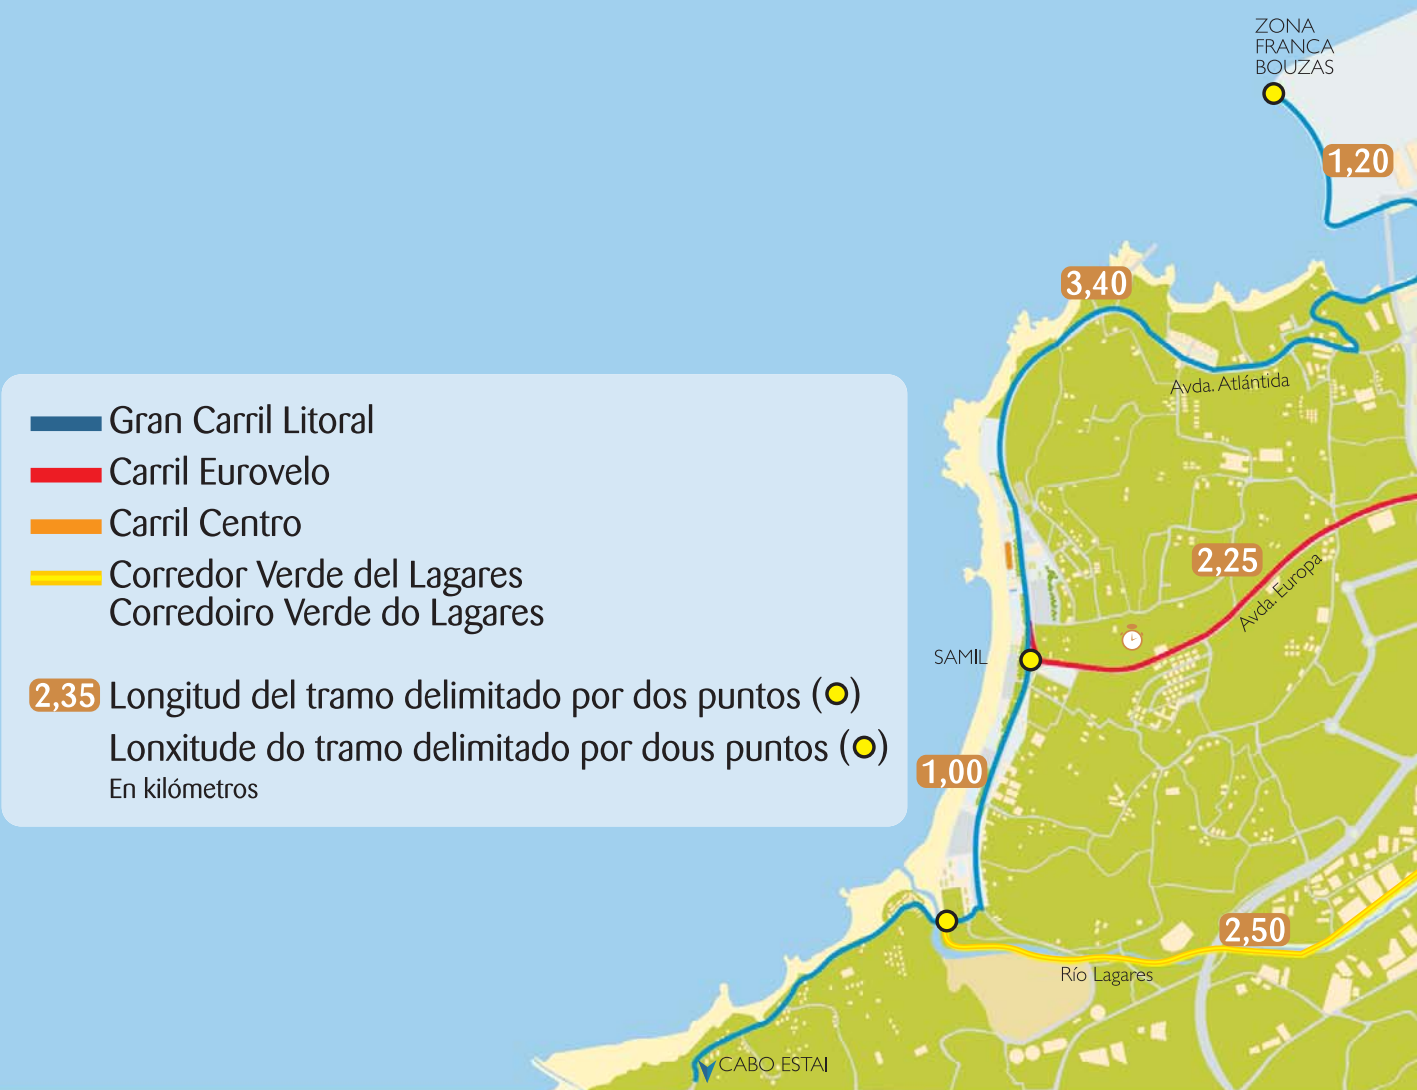 ZONA
FRANCA
BOUZAS
1,20
3,40
Avda. Atlántida
Gran Carril Litoral
Carril Eurovelo
Carril Centro
Corredor Verde del Lagares
Corredoiro Verde do Lagares
2,35 Longitud del tramo delimitado por dos puntos ( )
Lonxitude do tramo delimitado por dous puntos ( )
En kilómetros
2,25
Avda. Europa
SAMIL
1,00
2,50
Río Lagares
CABO ESTAI